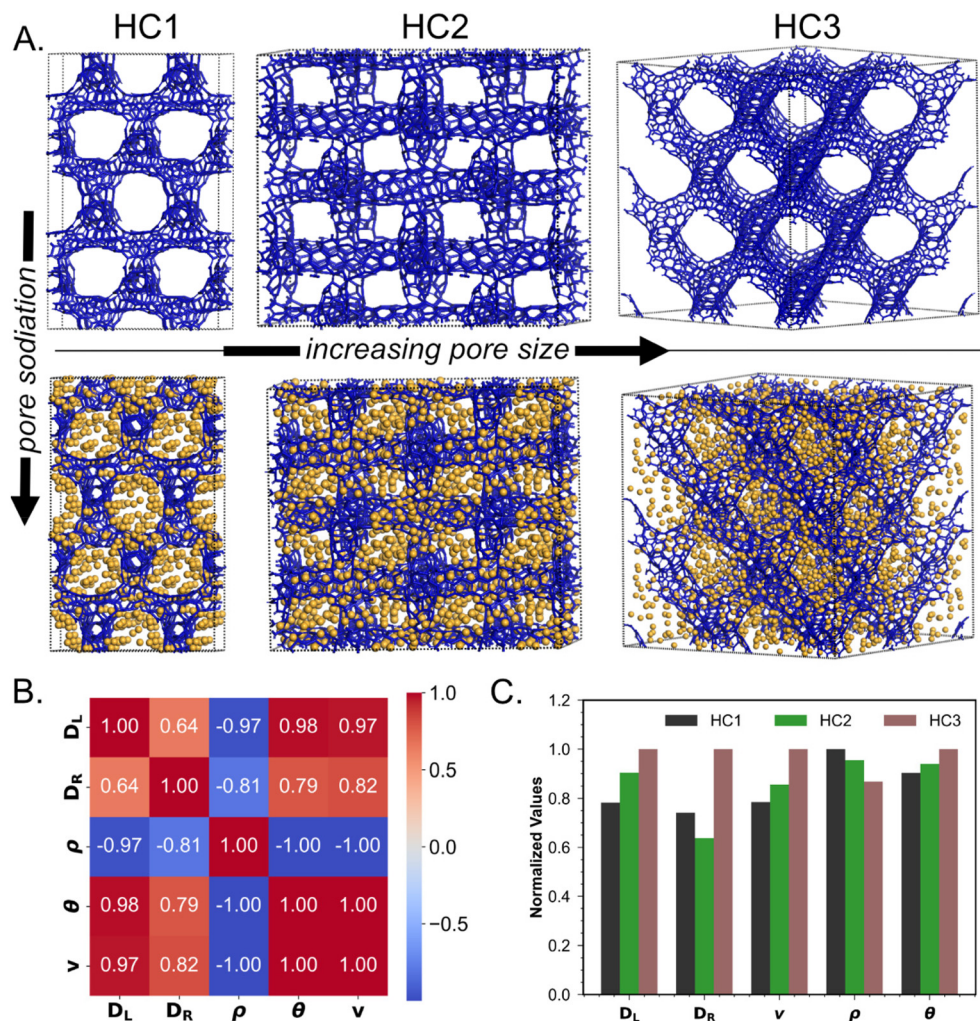 HC1 HC2 HC3
A.
pore sodiation
increasing pore size
B.
D_L 1.00 0.64 -0.97 0.98 0.97
D_R 0.64 1.00 -0.81 0.79 0.82
ρ -0.97 -0.81 1.00 -1.00 -1.00
θ 0.98 0.79 -1.00 1.00 1.00
v 0.97 0.82 -1.00 1.00 1.00
D_L D_R ρ θ v
1.0
0.5
0.0
−0.5
C.
HC1 HC2 HC3
Normalized Values
1.2
1.0
0.8
0.6
0.4
0.2
0.0
D_L D_R v ρ θ